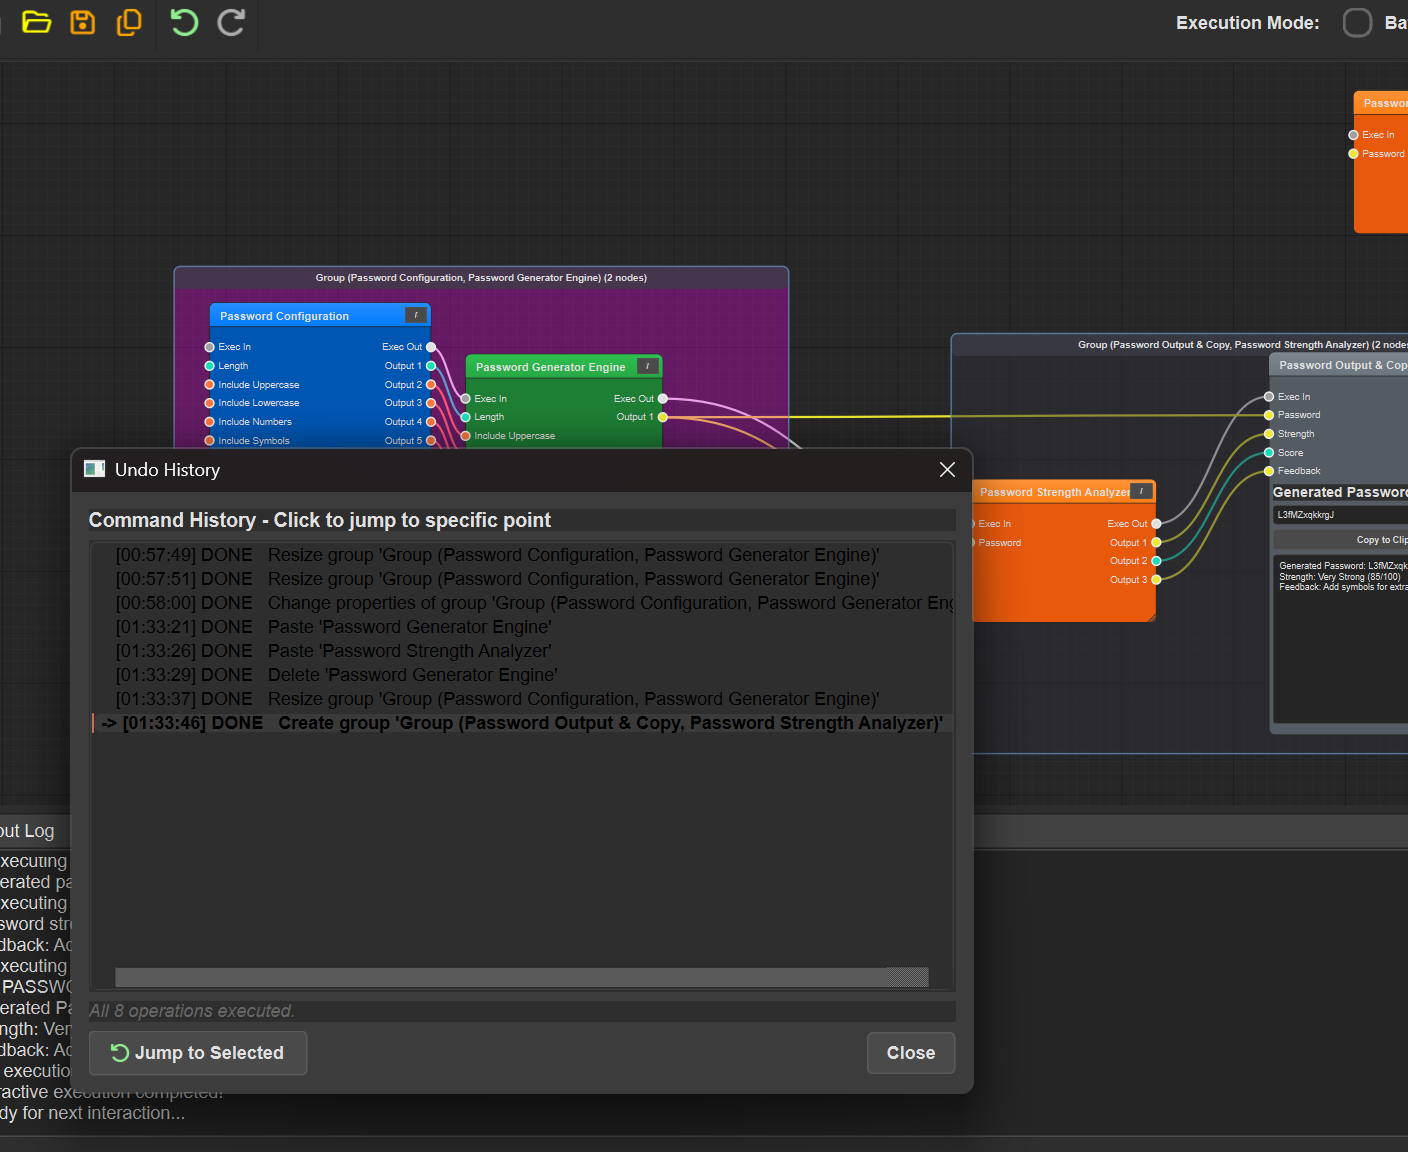 Execution Mode:
Ba
Passwor
Exec In
Password
Group (Password Configuration, Password Generator Engine) (2 nodes)
Password Configuration
Exec In
Exec Out
Length
Output 1
Include Uppercase
Output 2
Include Lowercase
Output 3
Include Numbers
Output 4
Include Symbols
Output 5
Password Generator Engine
Exec In
Exec Out
Length
Output 1
Include Uppercase
Group (Password Output & Copy, Password Strength Analyzer) (2 nodes
Password Output & Cop
Exec In
Password
Strength
Score
Feedback
Generated Password
L3fMZxqkkrgJ
Copy to Clip
Generated Password: L3fMZxqk
Strength: Very Strong (85/100)
Feedback: Add symbols for extra
Password Strength Analyzer
Exec In
Exec Out
Password
Output 1
Output 2
Output 3
Undo History
Command History - Click to jump to specific point
[00:57:49] DONE Resize group 'Group (Password Configuration, Password Generator Engine)'
[00:57:51] DONE Resize group 'Group (Password Configuration, Password Generator Engine)'
[00:58:00] DONE Change properties of group 'Group (Password Configuration, Password Generator Eng
[01:33:21] DONE Paste 'Password Generator Engine'
[01:33:26] DONE Paste 'Password Strength Analyzer'
[01:33:29] DONE Delete 'Password Generator Engine'
[01:33:37] DONE Resize group 'Group (Password Configuration, Password Generator Engine)'
-> [01:33:46] DONE Create group 'Group (Password Output & Copy, Password Strength Analyzer)'
All 8 operations executed.
Jump to Selected
Close
out Log
xecuting
erated pa
xecuting
sword stre
dback: Ad
xecuting
PASSWO
erated Pa
ngth: Very
dback: Ad
executio
ractive execution completed!
dy for next interaction...